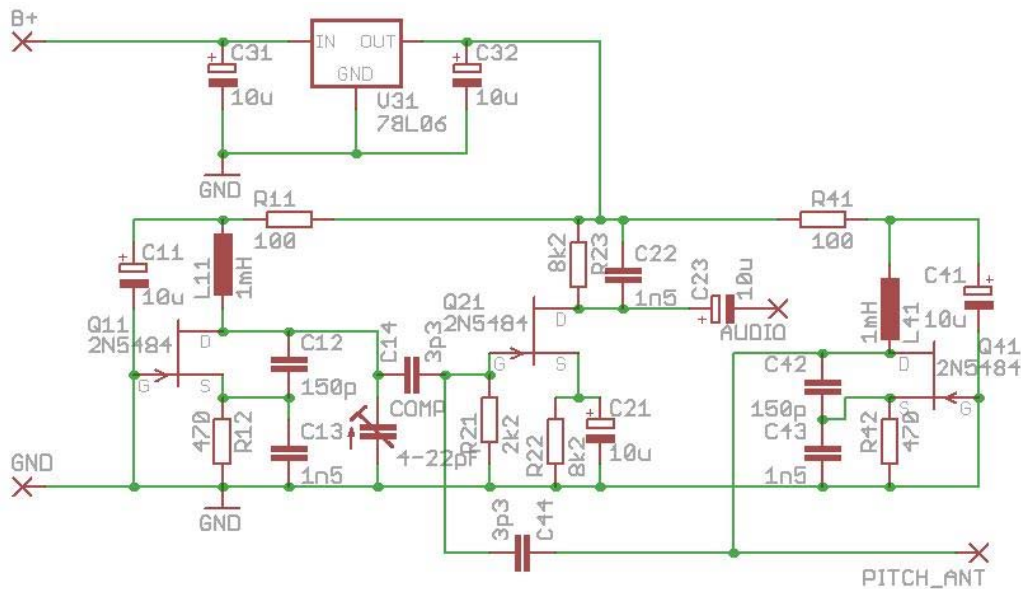 B+
C31
10u
IN OUT
GND
V31
78L06
C32
10u
GND
R11
100
R41
100
C11
10u
L11
1mH
8k2
R23
C22
1n5
C23
10u
AUDIO
1mH
L41
C41
10u
Q11
2N5484
D
G
S
C12
150p
C14
3p3
COMP
4-22pF
Q21
2N5484
D
G
S
Q41
2N5484
D
S
G
C42
150p
C43
1n5
R42
470
470
R12
C13
1n5
R21
2k2
R22
8k2
C21
10u
GND
GND
3p3
C44
PITCH_ANT